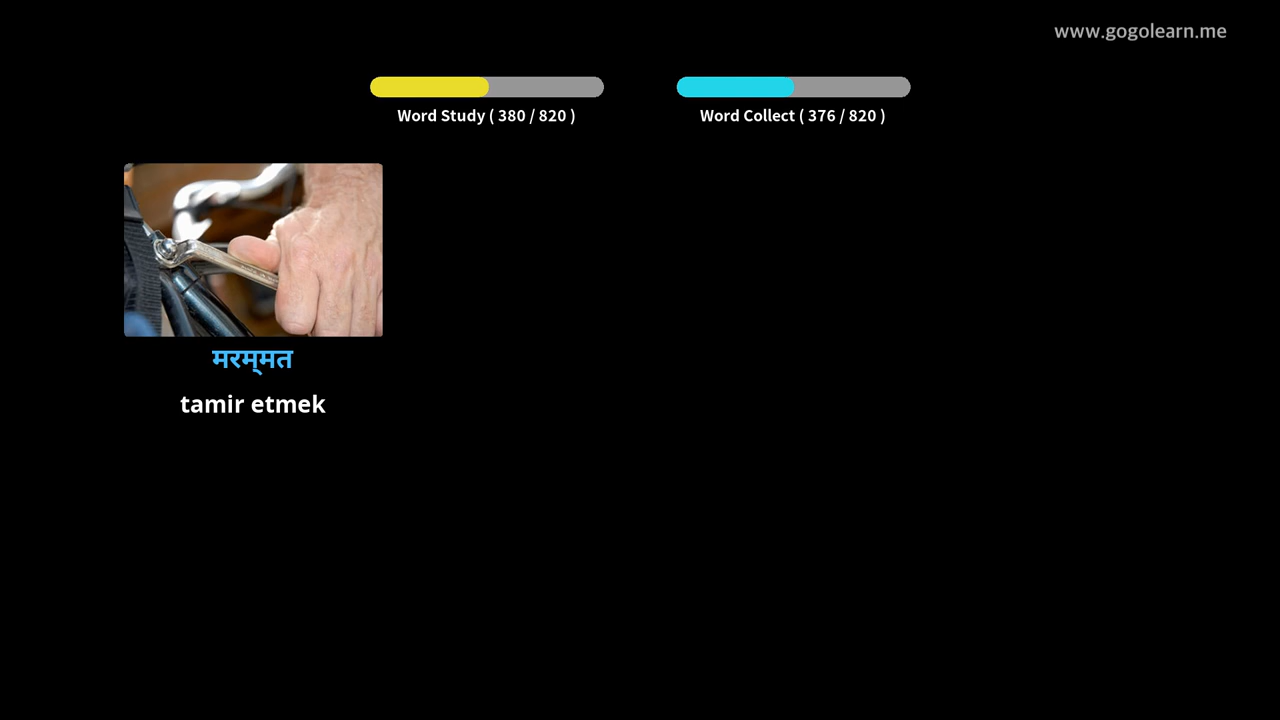 www.gogolearn.me
Word Study ( 380 / 820 )
Word Collect ( 376 / 820 )
मरम्मत
tamir etmek